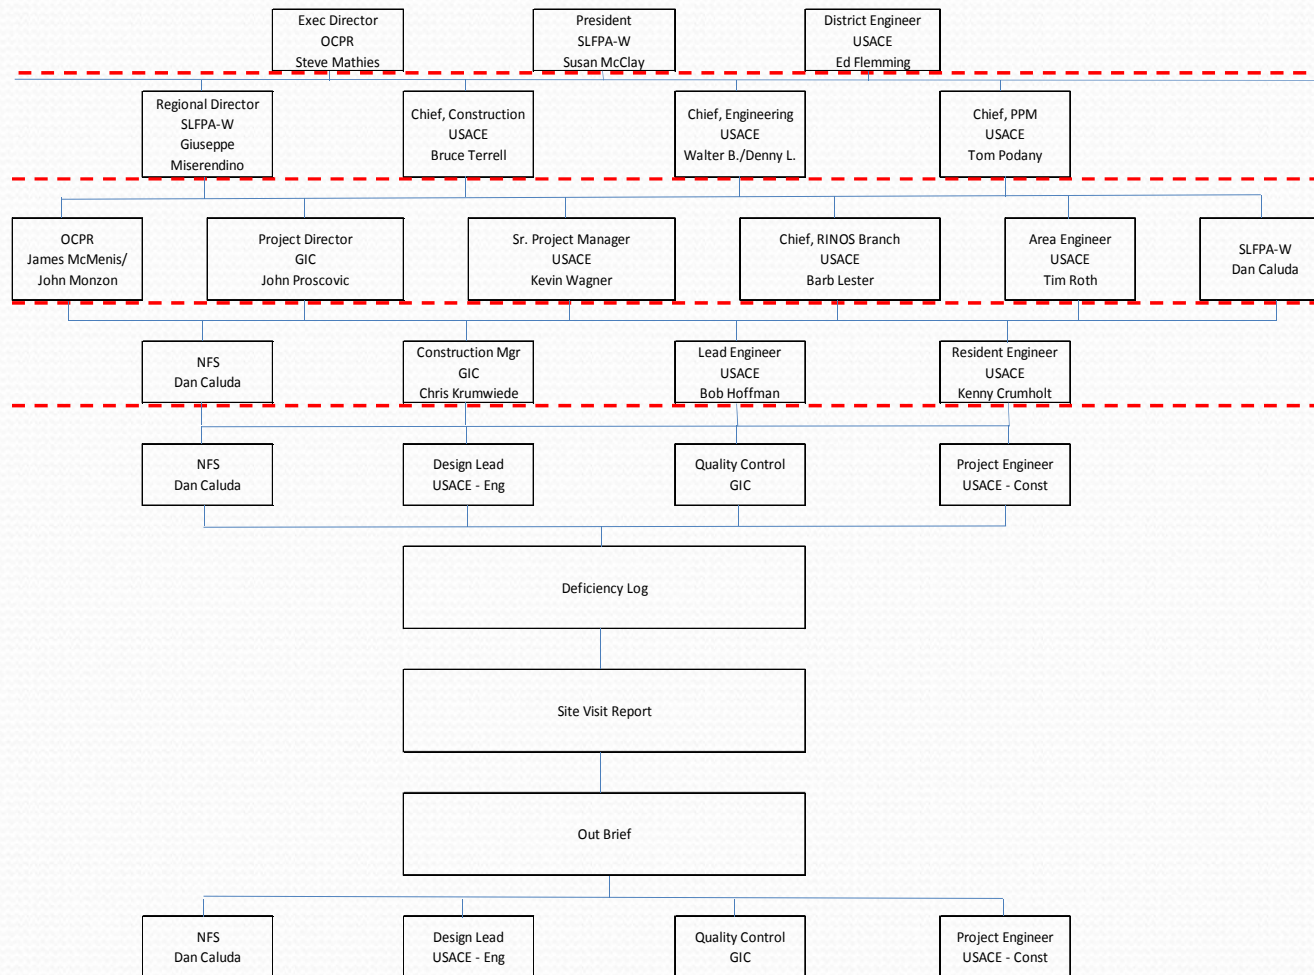 Exec Director
OCPR
Steve Mathies
President
SLFPA-W
Susan McClay
District Engineer
USACE
Ed Flemming
Regional Director
SLFPA-W
Giuseppe
Miserendino
Chief, Construction
USACE
Bruce Terrell
Chief, Engineering
USACE
Walter B./Denny L.
Chief, PPM
USACE
Tom Podany
OCPR
James McMenis/
John Monzon
Project Director
GIC
John Proscovic
Sr. Project Manager
USACE
Kevin Wagner
Chief, RINOS Branch
USACE
Barb Lester
Area Engineer
USACE
Tim Roth
SLFPA-W
Dan Caluda
NFS
Dan Caluda
Construction Mgr
GIC
Chris Krumwiede
Lead Engineer
USACE
Bob Hoffman
Resident Engineer
USACE
Kenny Crumholt
NFS
Dan Caluda
Design Lead
USACE - Eng
Quality Control
GIC
Project Engineer
USACE - Const
Deficiency Log
Site Visit Report
Out Brief
NFS
Dan Caluda
Design Lead
USACE - Eng
Quality Control
GIC
Project Engineer
USACE - Const